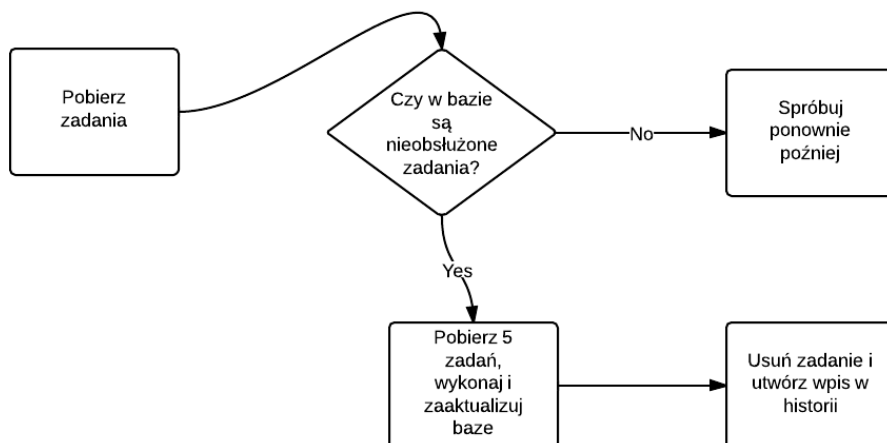 Pobierz
zadania
Czy w bazie
są
nieobsłużone
zadania?
No
Spróbuj
ponownie
poźniej
Yes
Pobierz 5
zadań,
wykonaj i
zaaktualizuj
baze
Usuń zadanie i
utwórz wpis w
historii